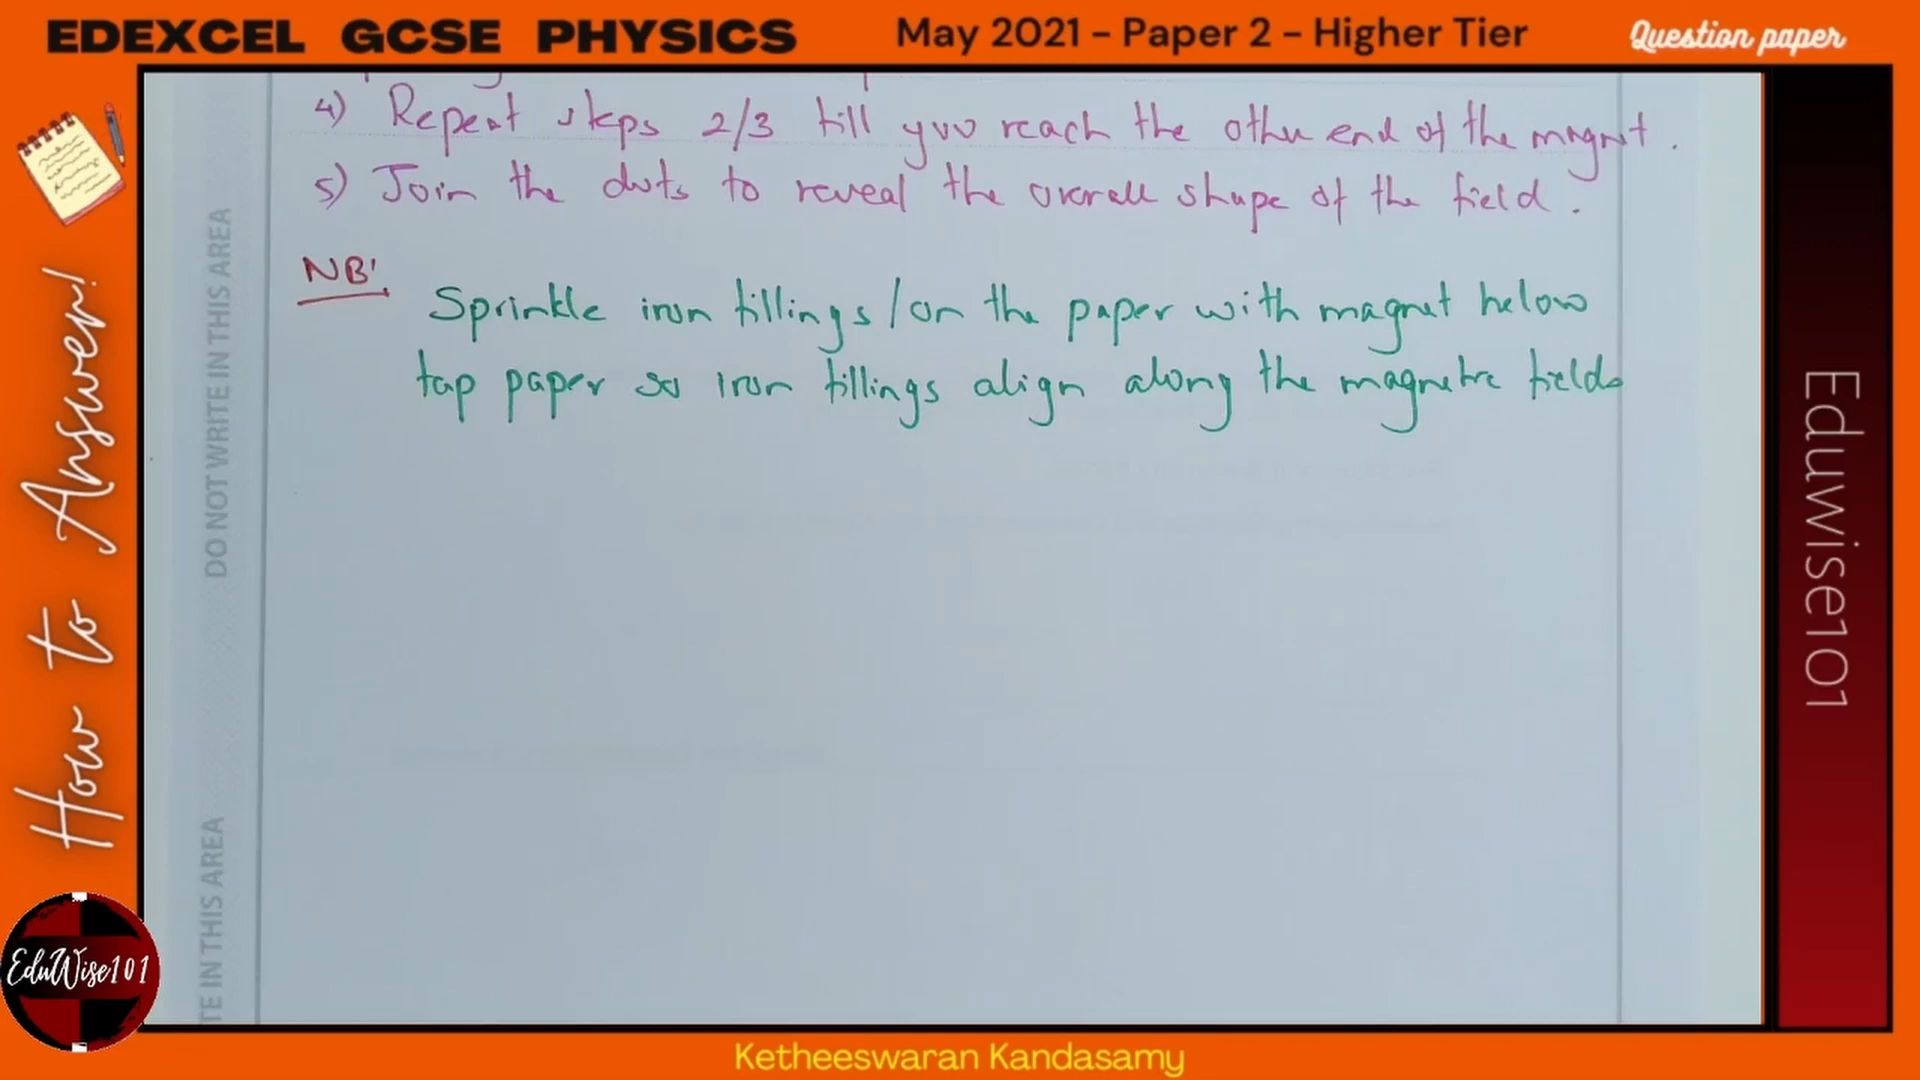 EDEXCEL GCSE PHYSICS
May 2021 - Paper 2 - Higher Tier
Question paper
4) Repeat steps 2/3 till you reach the other end of the magnet.
5) Join the dots to reveal the overall shape of the field.
NB'
Sprinkle iron fillings / on the paper with magnet below
tap paper so iron fillings align along the magnetic fields
DO NOT WRITE IN THIS AREA
TE IN THIS AREA
How to Answer!
Eduwise101
EduWise101
Ketheeswaran Kandasamy